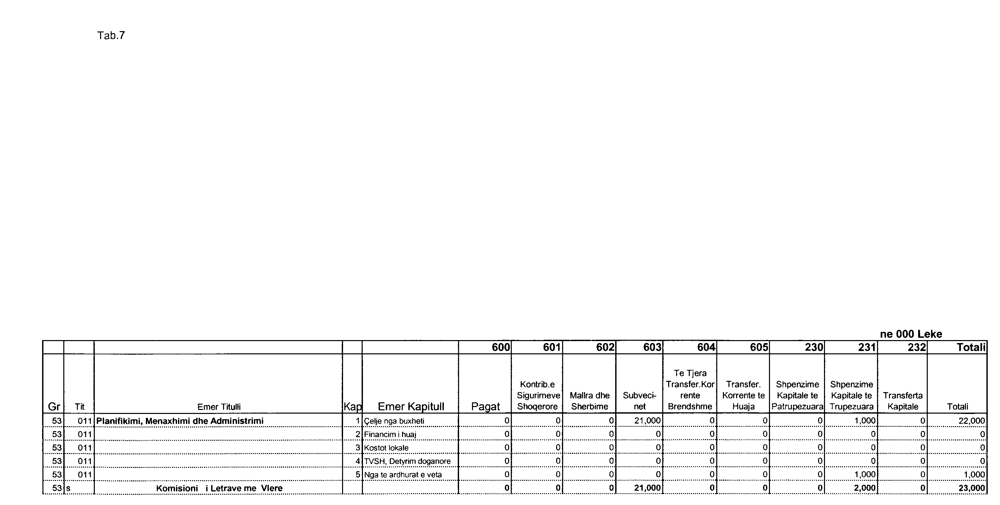 Tab.7
ne 000 Leke
600 601 602 603 604 605 230 231 232 Totali
Te Tjera
Kontrib.e Transfer.Kor Transfer. Shpenzime Shpenzime
Sigurimeve Mallra dhe Subveci- rente Korrente te Kapitale te Kapitale te Transferta
Gr Tit Emer Titulli Kap Emer Kapitull Pagat Shoqerore Sherbime net Brendshme Huaja Patrupezuara Trupezuara Kapitale Totali
53 011 Planifikimi, Menaxhimi dhe Administrimi 1 Çelje nga buxheti 0 0 0 21,000 0 0 0 1,000 0 22,000
53 011 2 Financim i huaj 0 0 0 0 0 0 0 0 0 0
53 011 3 Kostot lokale 0 0 0 0 0 0 0 0 0 0
53 011 4 TVSH, Detyrim doganore 0 0 0 0 0 0 0 0 0 0
53 011 5 Nga te ardhurat e veta 0 0 0 0 0 0 0 1,000 0 1,000
53 s Komisioni i Letrave me Vlere 0 0 0 21,000 0 0 0 2,000 0 23,000